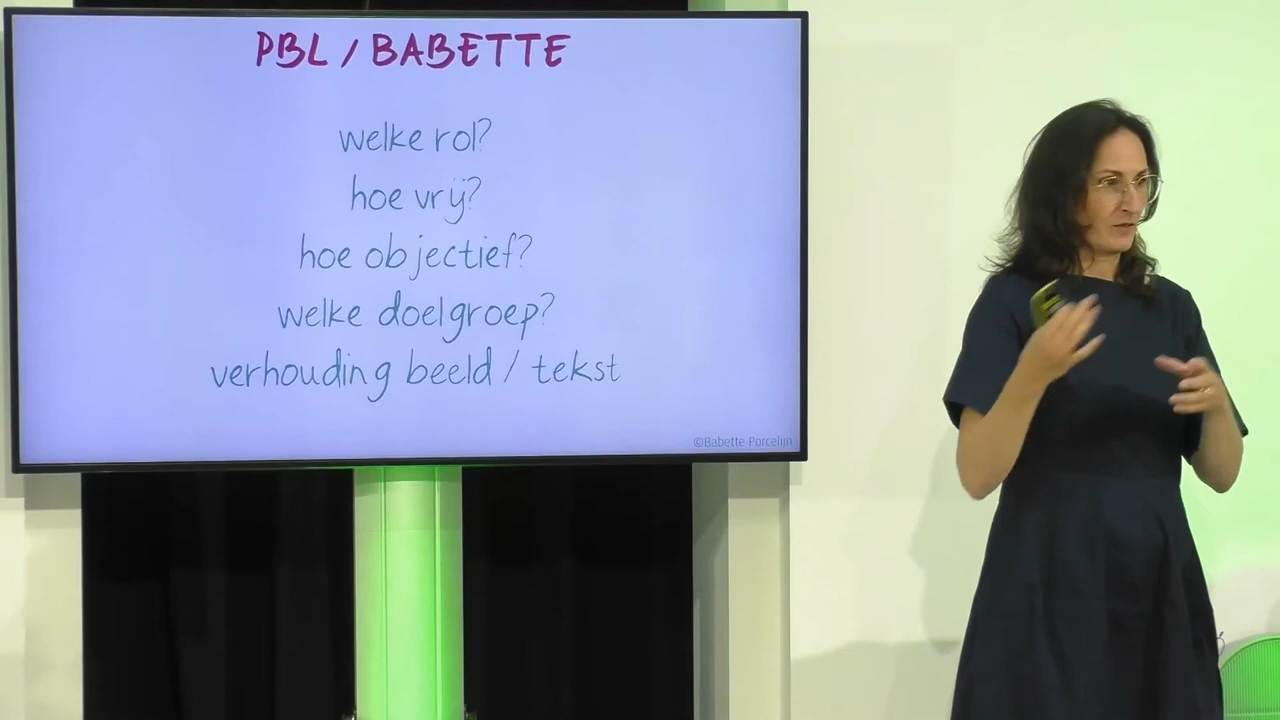 PBL / BABETTE
welke rol?
hoe vrij?
hoe objectief?
welke doelgroep?
verhouding beeld / tekst
©Babette Porcelijn